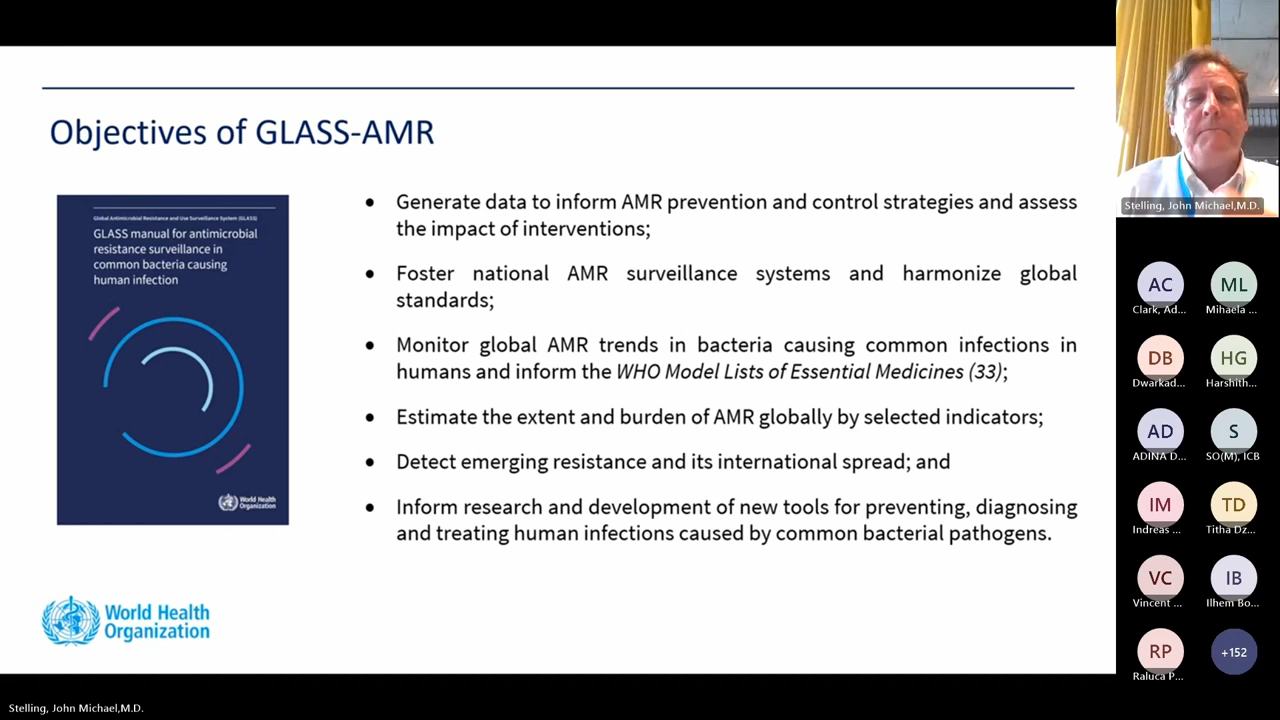 Objectives of GLASS-AMR
Global Antimicrobial Resistance and Use Surveillance System (GLASS)
GLASS manual for antimicrobial
resistance surveillance in
common bacteria causing
human infection
World Health
Organization
• Generate data to inform AMR prevention and control strategies and assess
the impact of interventions;
• Foster national AMR surveillance systems and harmonize global
standards;
• Monitor global AMR trends in bacteria causing common infections in
humans and inform the WHO Model Lists of Essential Medicines (33);
• Estimate the extent and burden of AMR globally by selected indicators;
• Detect emerging resistance and its international spread; and
• Inform research and development of new tools for preventing, diagnosing
and treating human infections caused by common bacterial pathogens.
World Health
Organization
Stelling, John Michael,M.D.
AC
Clark, Ad...
ML
Mihaela ...
DB
Dwarkad...
HG
Harshith...
AD
ADINA D...
S
SO(M), ICB
IM
Indreas ...
TD
Titha Dz...
VC
Vincent ...
IB
Ilhem Bo...
RP
Raluca P...
+152
Stelling, John Michael,M.D.